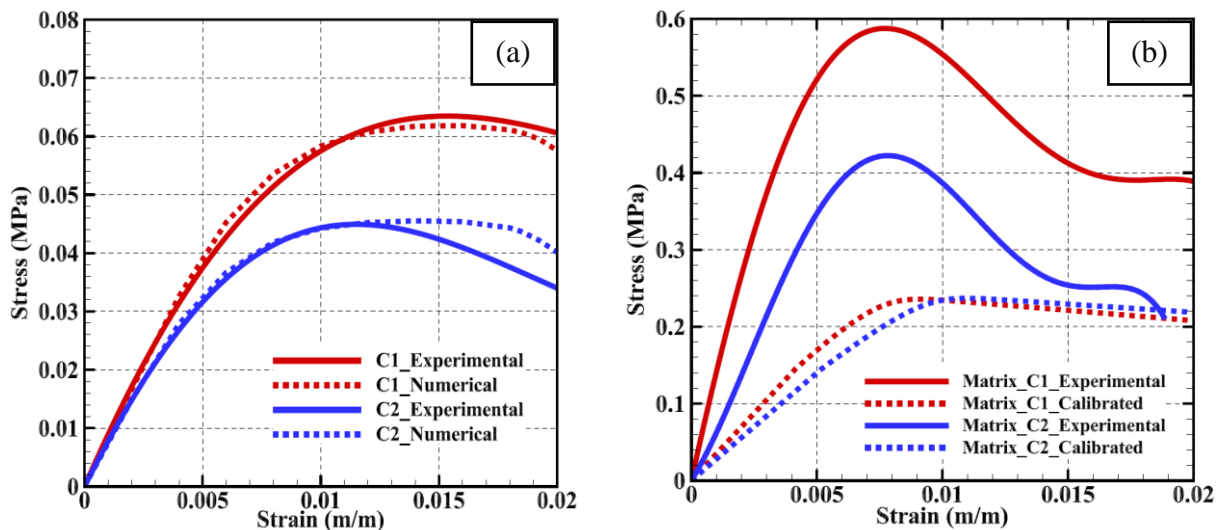 (a)
0.08
0.07
0.06
0.05
0.04
0.03
0.02
0.01
0
Stress (MPa)
0 0.005 0.01 0.015 0.02
Strain (m/m)
C1_Experimental
C1_Numerical
C2_Experimental
C2_Numerical
(b)
0.6
0.5
0.4
0.3
0.2
0.1
0
Stress (MPa)
0 0.005 0.01 0.015 0.02
Strain (m/m)
Matrix_C1_Experimental
Matrix_C1_Calibrated
Matrix_C2_Experimental
Matrix_C2_Calibrated